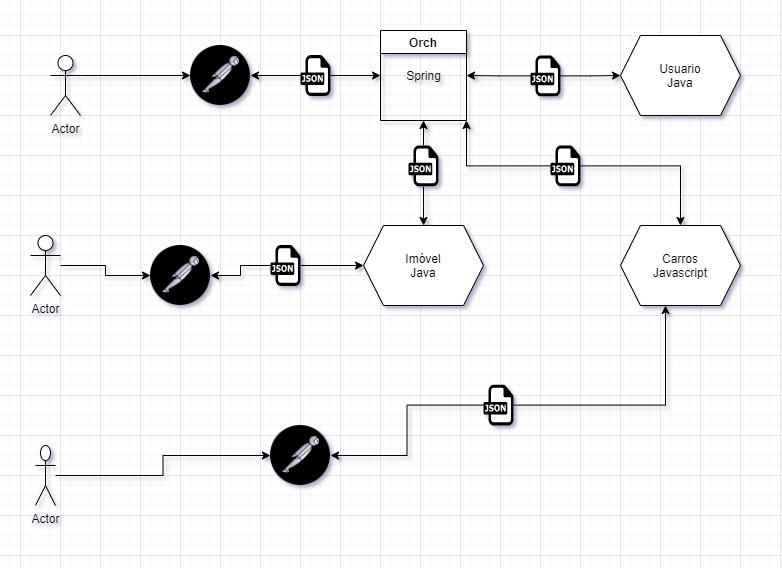 Orch
Spring
JSON
JSON
Usuario
Java
Actor
JSON
JSON
Imóvel
Java
JSON
Carros
Javascript
Actor
JSON
Actor